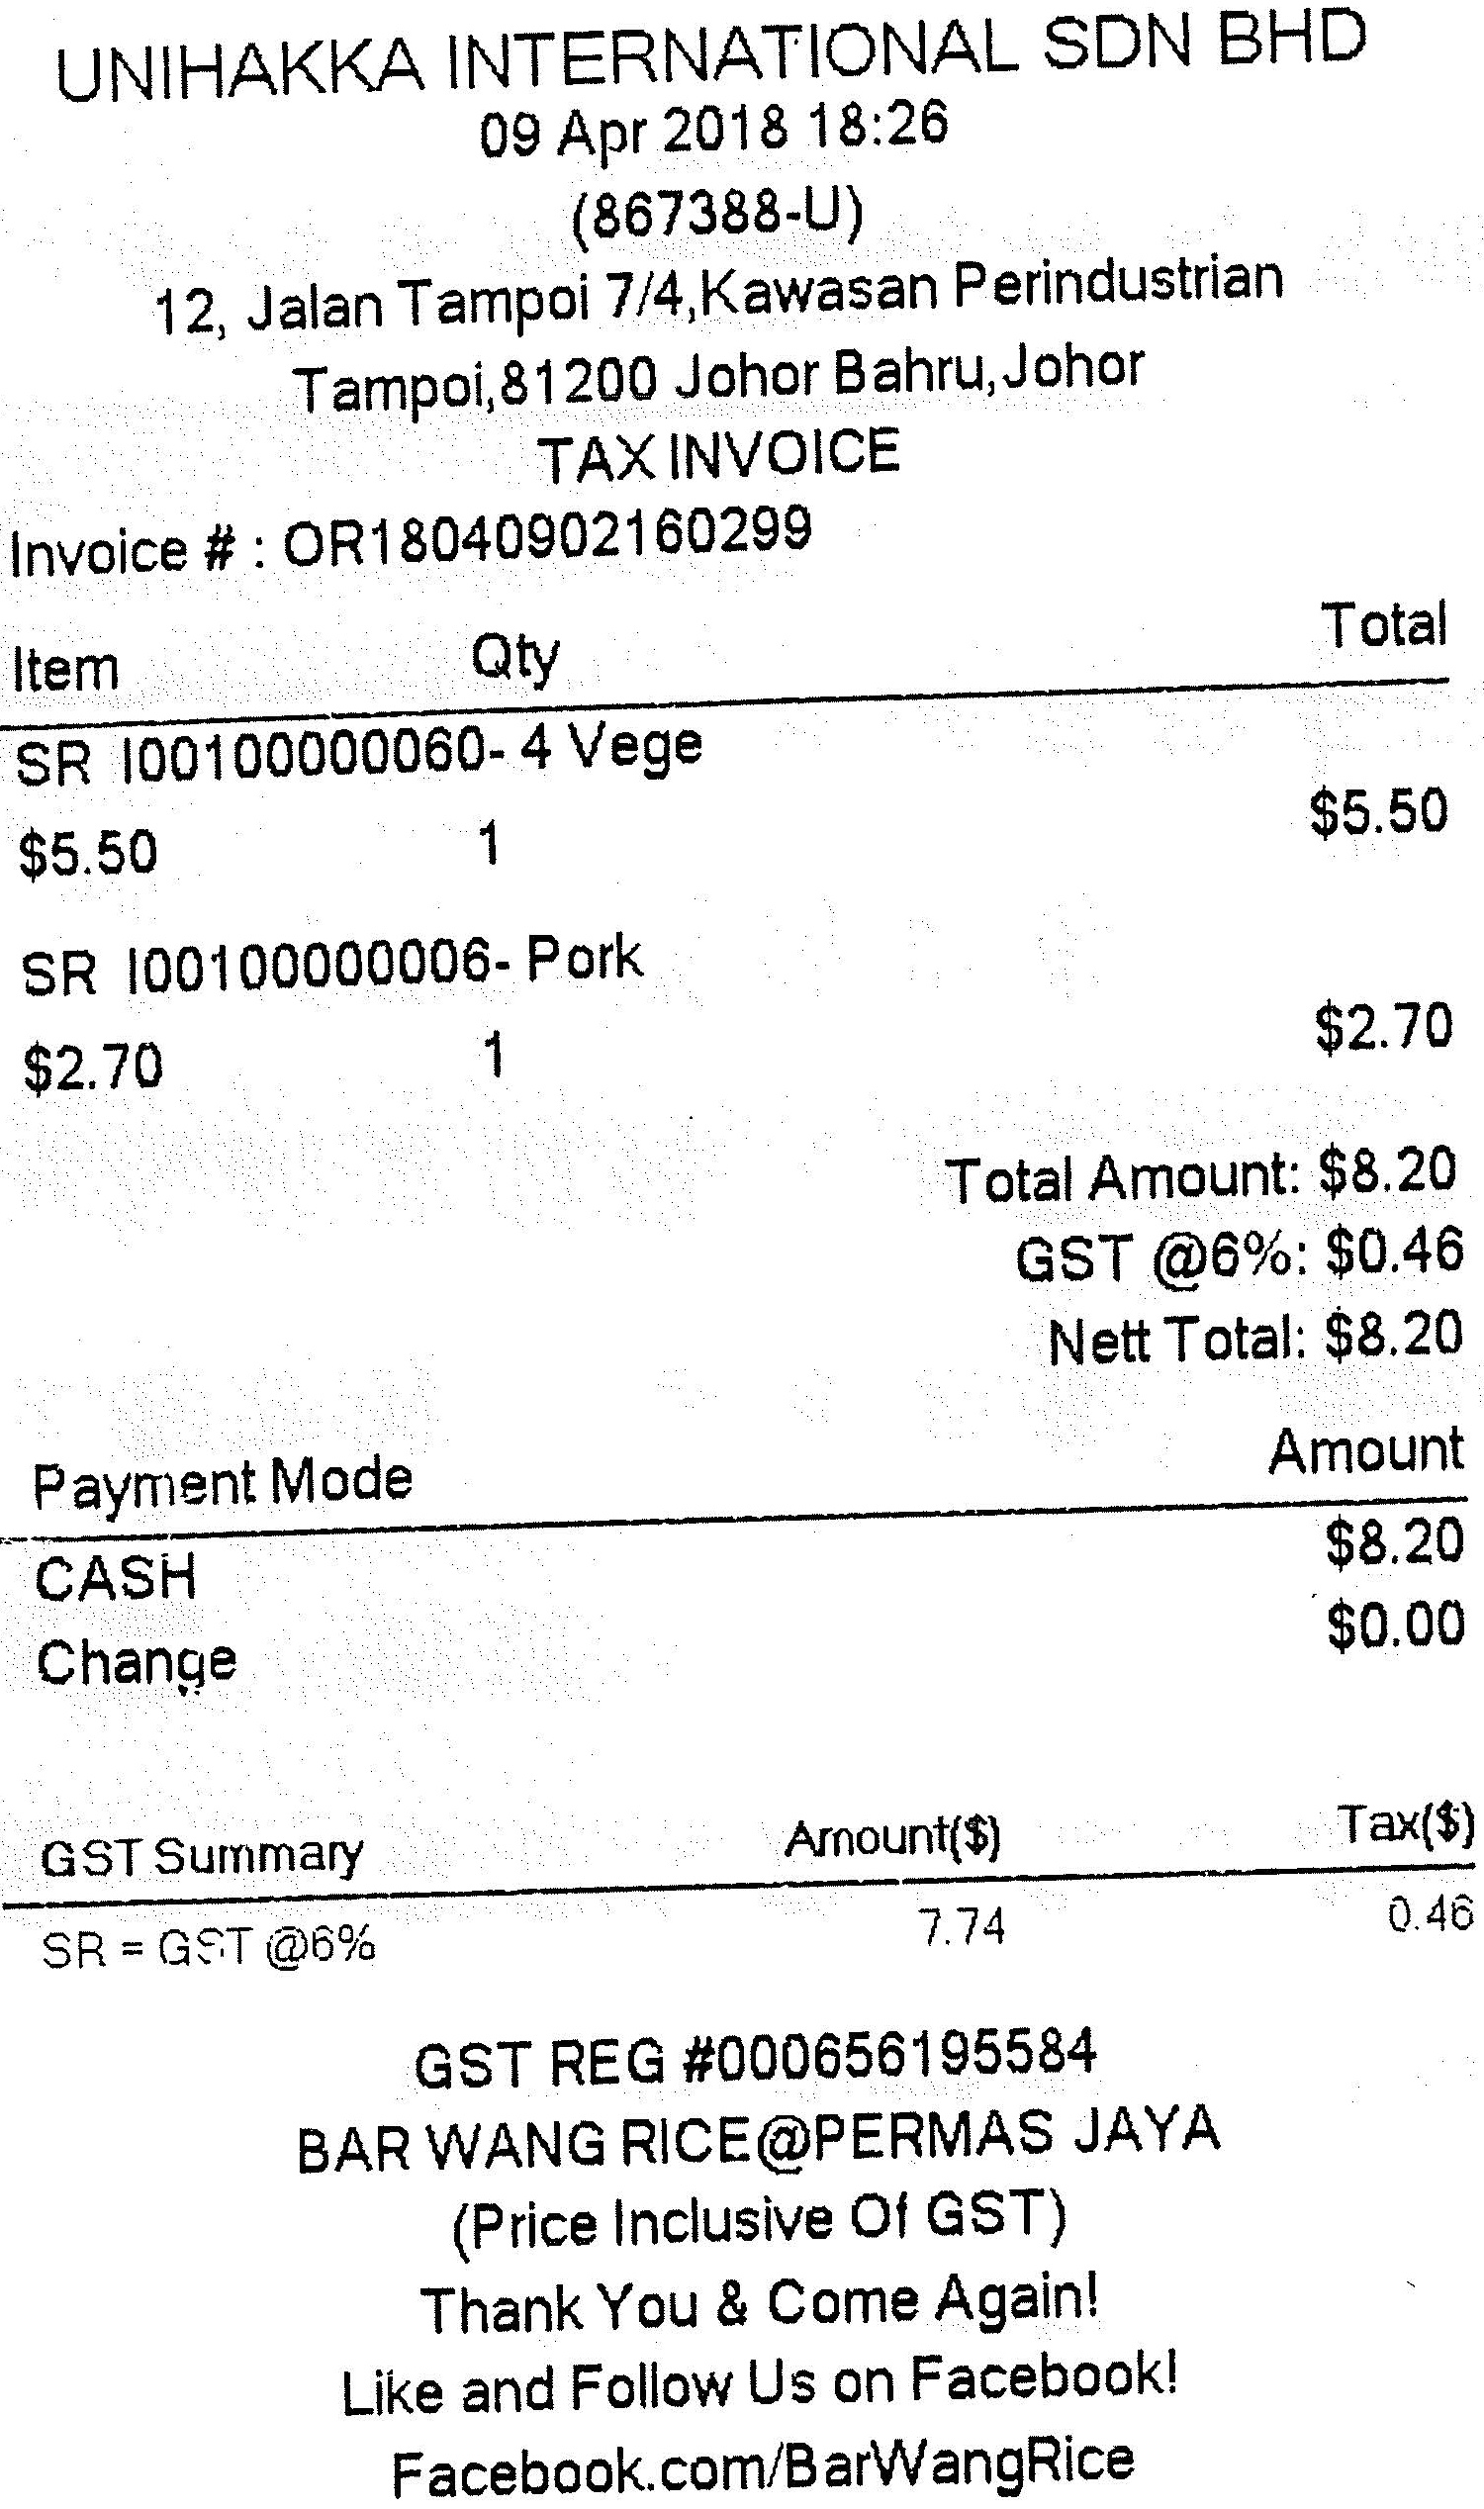 UNIHAKKA INTERNATIONAL SDN BHD
09 Apr 2018 18:26
(867388-U)
12, Jalan Tampoi 7/4,Kawasan Perindustrian
Tampoi,81200 Johor Bahru,Johor
TAX INVOICE
Invoice # : OR18040902160299
Item Qty Total
SR I00100000060- 4 Vege
$5.50 1 $5.50
SR I00100000006- Pork
$2.70 1 $2.70
Total Amount: $8.20
GST @6%: $0.46
Nett Total: $8.20
Payment Mode Amount
CASH $8.20
Change $0.00
GST Summary Amount($) Tax($)
SR = GST @6% 7.74 0.46
GST REG #000656195584
BAR WANG RICE@PERMAS JAYA
(Price Inclusive Of GST)
Thank You & Come Again!
Like and Follow Us on Facebook!
Facebook.com/BarWangRice